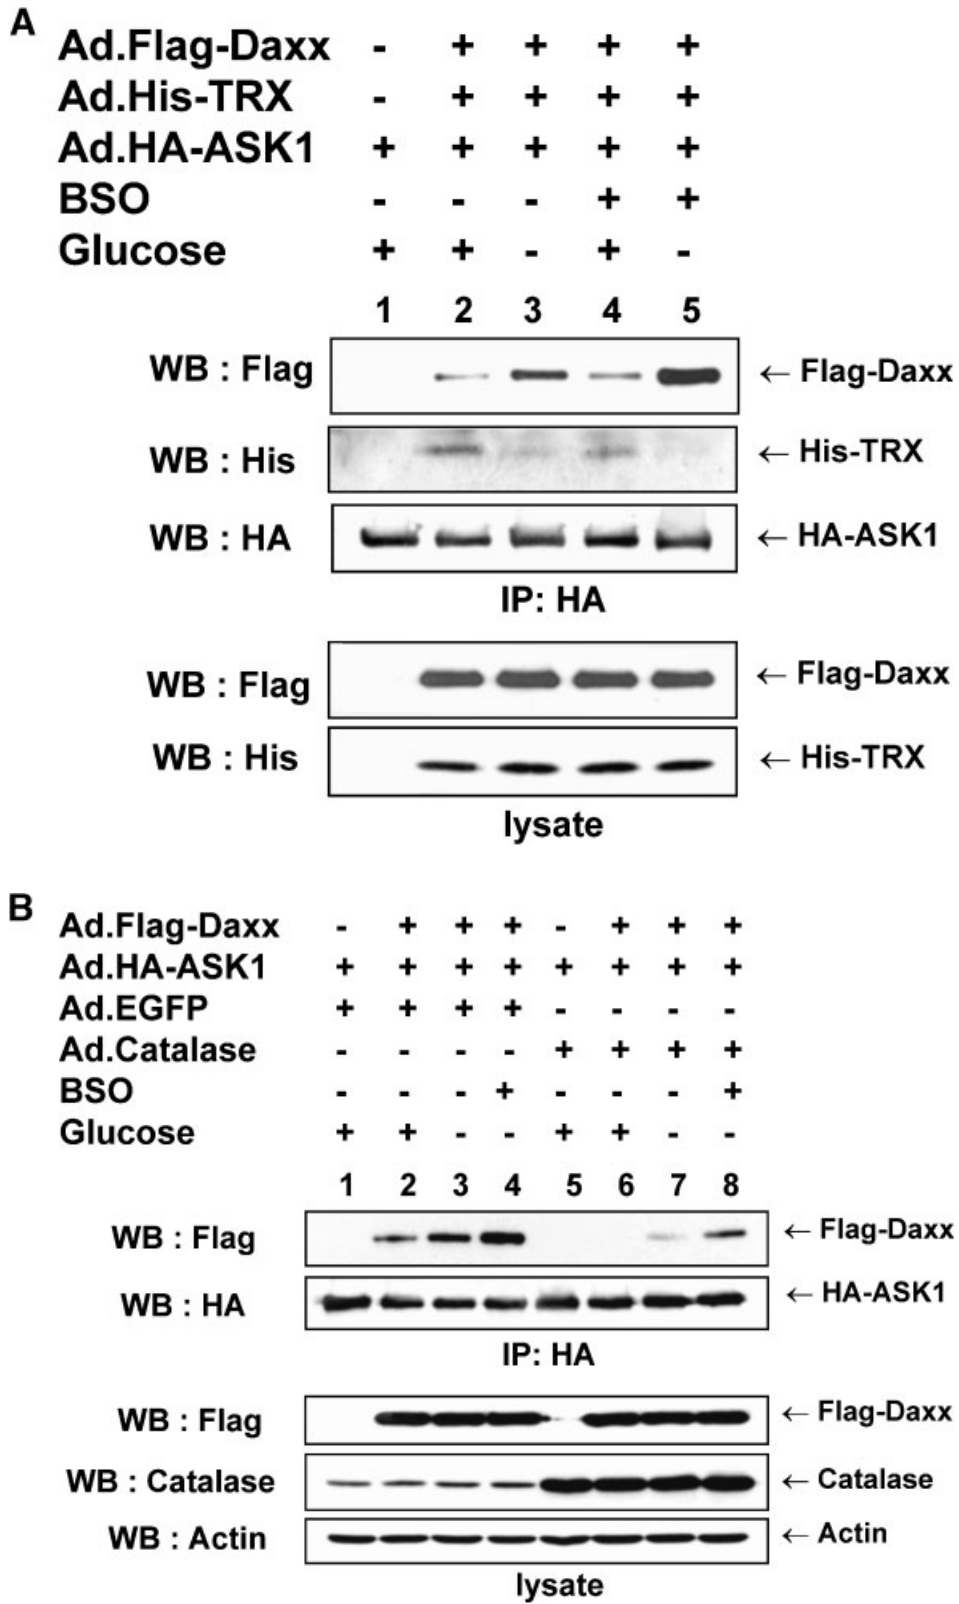 A
Ad.Flag-Daxx - + + + +
Ad.His-TRX - + + + +
Ad.HA-ASK1 + + + + +
BSO - - - + +
Glucose + + - + -
1 2 3 4 5
WB : Flag ← Flag-Daxx
WB : His ← His-TRX
WB : HA ← HA-ASK1
IP: HA
WB : Flag ← Flag-Daxx
WB : His ← His-TRX
lysate
B
Ad.Flag-Daxx - + + + - + + +
Ad.HA-ASK1 + + + + + + + +
Ad.EGFP + + + + - - - -
Ad.Catalase - - - - + + + +
BSO - - - + - - - +
Glucose + + - - + + - -
1 2 3 4 5 6 7 8
WB : Flag ← Flag-Daxx
WB : HA ← HA-ASK1
IP: HA
WB : Flag ← Flag-Daxx
WB : Catalase ← Catalase
WB : Actin ← Actin
lysate